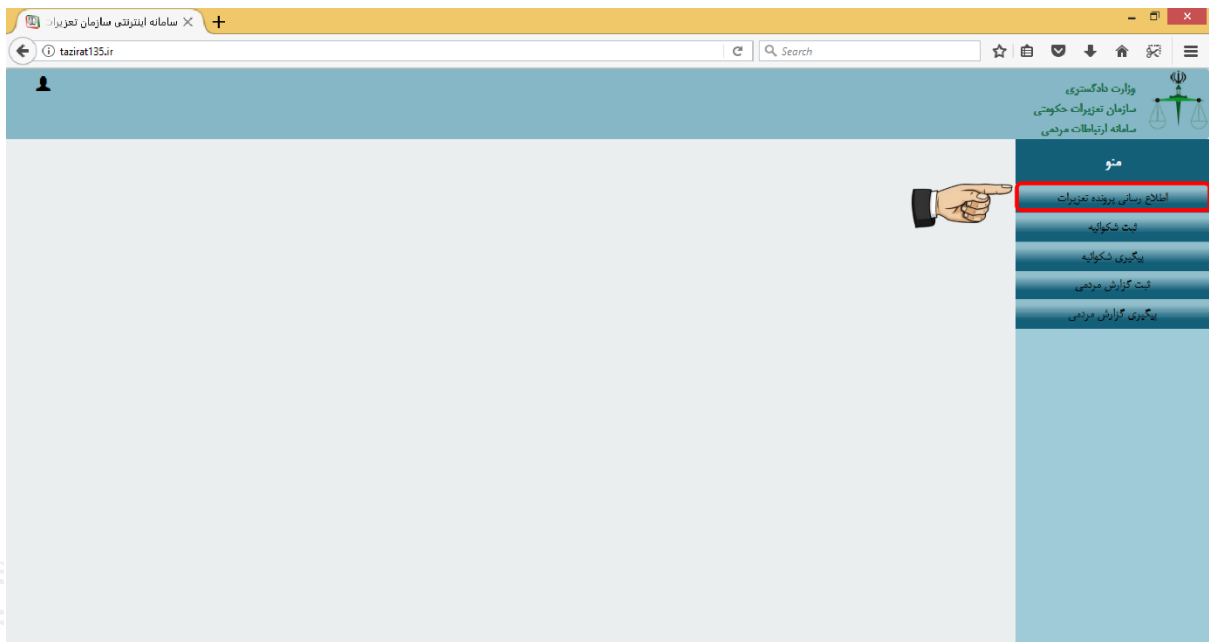 سامانه اینترنتی سازمان تعزیرات
tazirat135.ir
Search
وزارت دادگستری
سازمان تعزیرات حکومتی
سامانه ارتباطات مردمی
منو
اطلاع رسانی پرونده تعزیرات
ثبت شکوائیه
پیگیری شکوائیه
ثبت گزارش مردمی
پیگیری گزارش مردمی